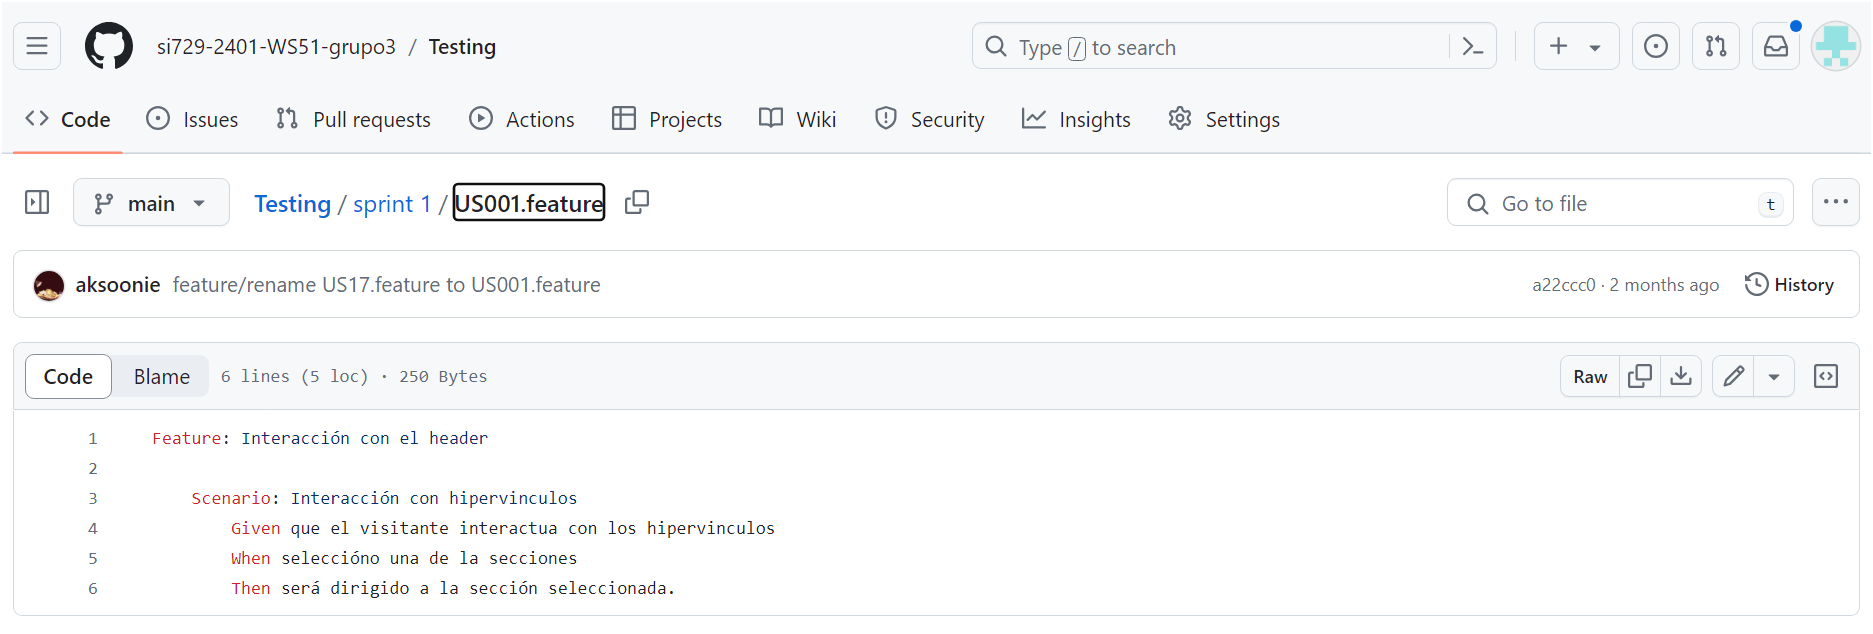 si729-2401-WS51-grupo3 / Testing
Type / to search
Code Issues Pull requests Actions Projects Wiki Security Insights Settings
main
Testing / sprint 1 / US001.feature
Go to file t
aksoonie feature/rename US17.feature to US001.feature
a22ccc0 · 2 months ago History
Code Blame 6 lines (5 loc) · 250 Bytes
Raw
1 Feature: Interacción con el header
2
3 Scenario: Interacción con hipervinculos
4 Given que el visitante interactua con los hipervinculos
5 When seleccióno una de la secciones
6 Then será dirigido a la sección seleccionada.